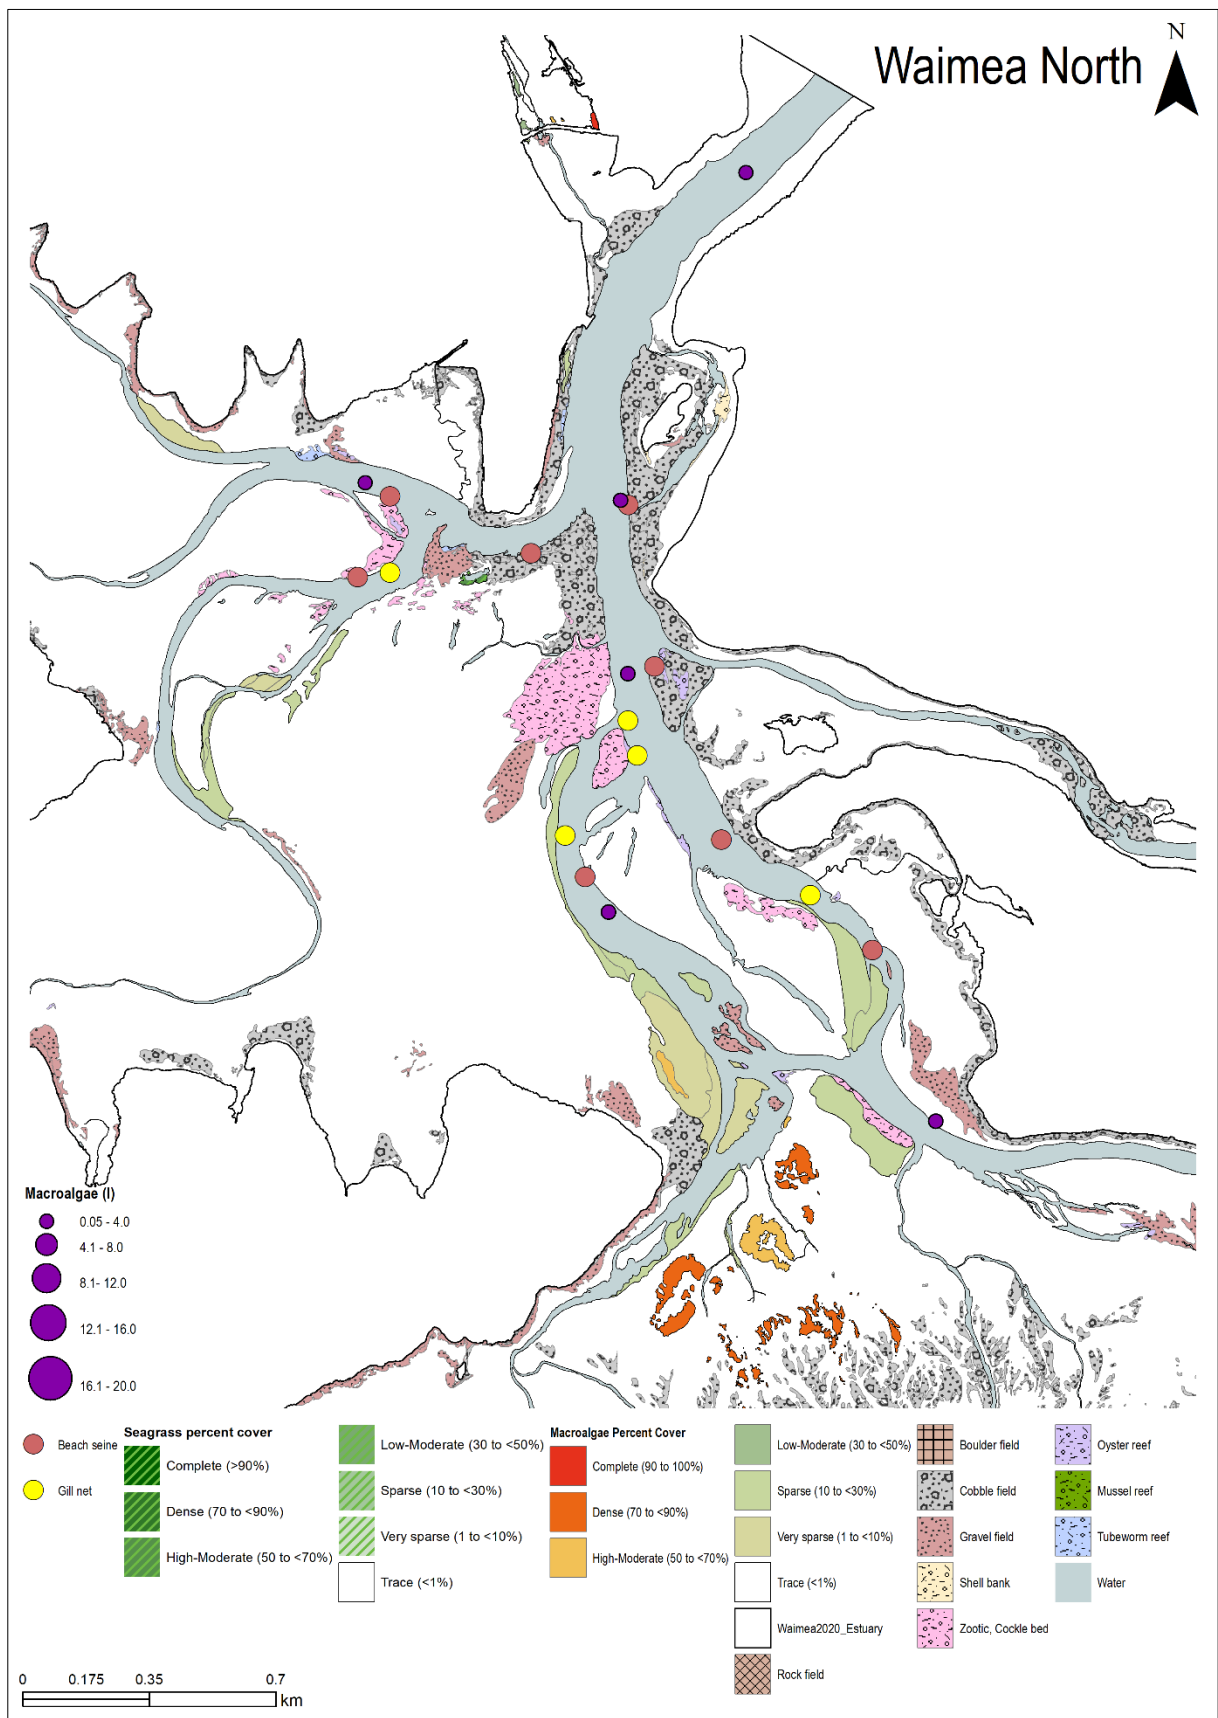 N
Waimea North
Macroalgae (l)
0.05 - 4.0
4.1 - 8.0
8.1- 12.0
12.1 - 16.0
16.1 - 20.0
Beach seine
Gill net
Seagrass percent cover
Complete (>90%)
Dense (70 to <90%)
High-Moderate (50 to <70%)
Low-Moderate (30 to <50%)
Sparse (10 to <30%)
Very sparse (1 to <10%)
Trace (<1%)
Macroalgae Percent Cover
Complete (90 to 100%)
Dense (70 to <90%)
High-Moderate (50 to <70%)
Low-Moderate (30 to <50%)
Sparse (10 to <30%)
Very sparse (1 to <10%)
Trace (<1%)
Waimea2020_Estuary
Rock field
Boulder field
Cobble field
Gravel field
Shell bank
Zootic, Cockle bed
Oyster reef
Mussel reef
Tubeworm reef
Water
0 0.175 0.35 0.7
km